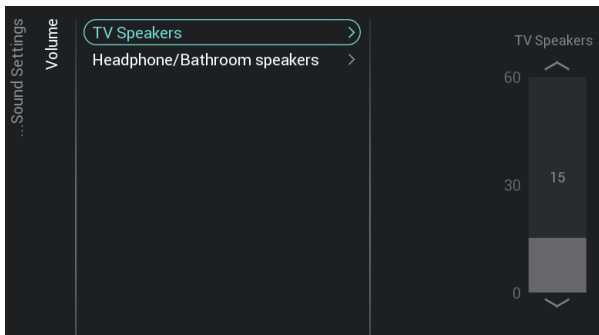 ...Sound Settings
Volume
TV Speakers
Headphone/Bathroom speakers
TV Speakers
60
30
15
0